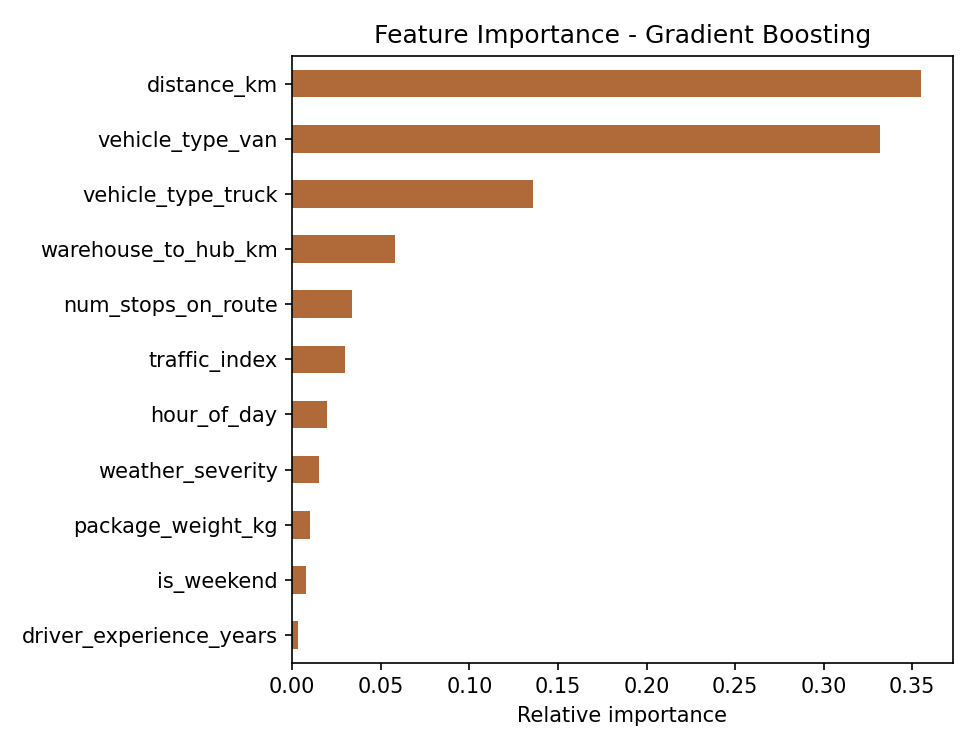 Feature Importance - Gradient Boosting
distance_km
vehicle_type_van
vehicle_type_truck
warehouse_to_hub_km
num_stops_on_route
traffic_index
hour_of_day
weather_severity
package_weight_kg
is_weekend
driver_experience_years
0.00 0.05 0.10 0.15 0.20 0.25 0.30 0.35
Relative importance